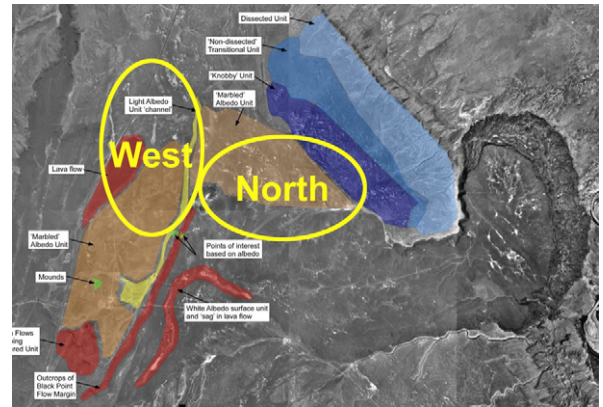 Dissected Unit
'Non-dissected'
Transitional Unit
'Knobby' Unit
'Marbled'
Albedo Unit
Light Albedo
Unit 'channel'
West
Lava flow
North
'Marbled'
Albedo Unit
Points of interest
based on albedo
Mounds
White Albedo surface unit
and 'sag' in lava flow
Flows
Unit
Outcrops of
Black Point
Flow Margin